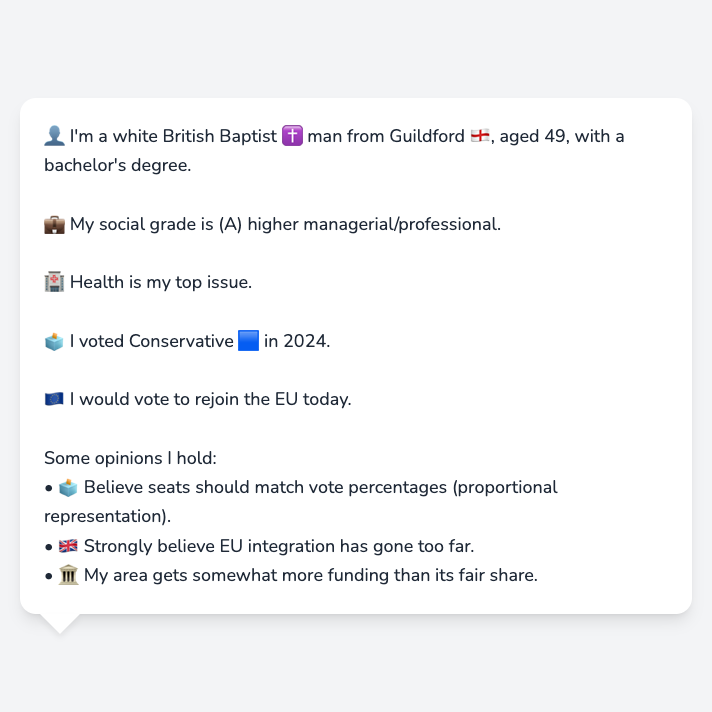 👤 I'm a white British Baptist ✝️ man from Guildford 🏴󠁧󠁢󠁥󠁮󠁧󠁿, aged 49, with a
bachelor's degree.
💼 My social grade is (A) higher managerial/professional.
🏥 Health is my top issue.
🗳️ I voted Conservative 🟦 in 2024.
🇪🇺 I would vote to rejoin the EU today.
Some opinions I hold:
• 🗳️ Believe seats should match vote percentages (proportional
representation).
• 🇬🇧 Strongly believe EU integration has gone too far.
• 🏛️ My area gets somewhat more funding than its fair share.